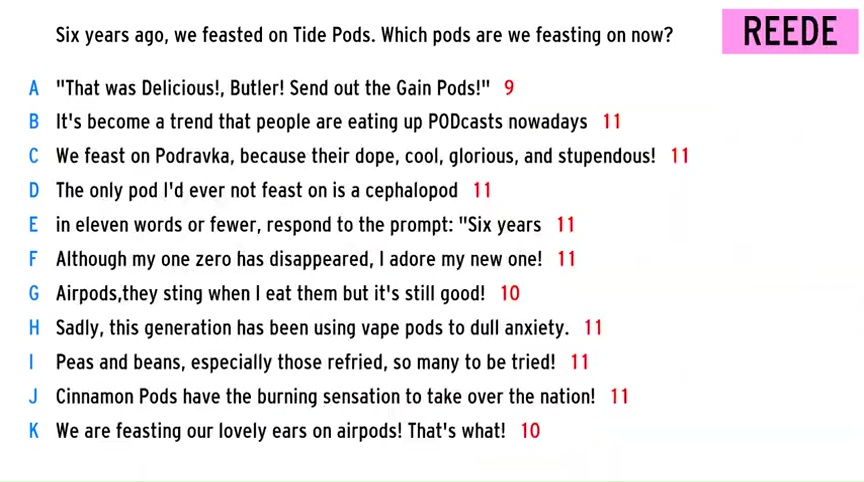 Six years ago, we feasted on Tide Pods. Which pods are we feasting on now?
REEDE
A "That was Delicious!, Butler! Send out the Gain Pods!" 9
B It's become a trend that people are eating up PODcasts nowadays 11
C We feast on Podravka, because their dope, cool, glorious, and stupendous! 11
D The only pod I'd ever not feast on is a cephalopod 11
E in eleven words or fewer, respond to the prompt: "Six years 11
F Although my one zero has disappeared, I adore my new one! 11
G Airpods,they sting when I eat them but it's still good! 10
H Sadly, this generation has been using vape pods to dull anxiety. 11
I Peas and beans, especially those refried, so many to be tried! 11
J Cinnamon Pods have the burning sensation to take over the nation! 11
K We are feasting our lovely ears on airpods! That's what! 10